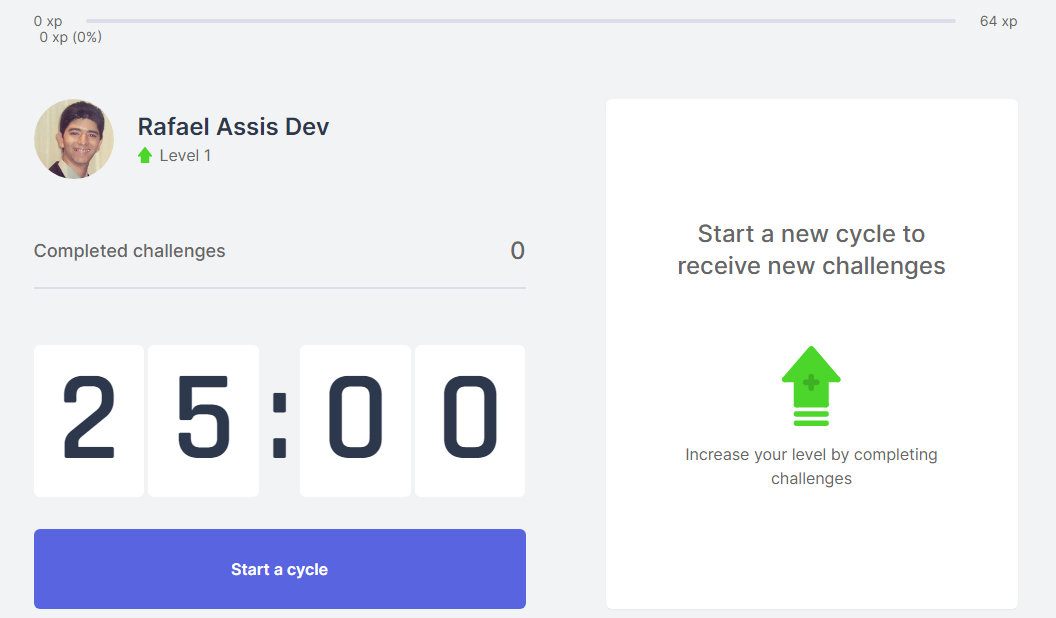 0 xp
64 xp
0 xp (0%)
Rafael Assis Dev
Level 1
Completed challenges
0
25:00
Start a cycle
Start a new cycle to
receive new challenges
Increase your level by completing
challenges